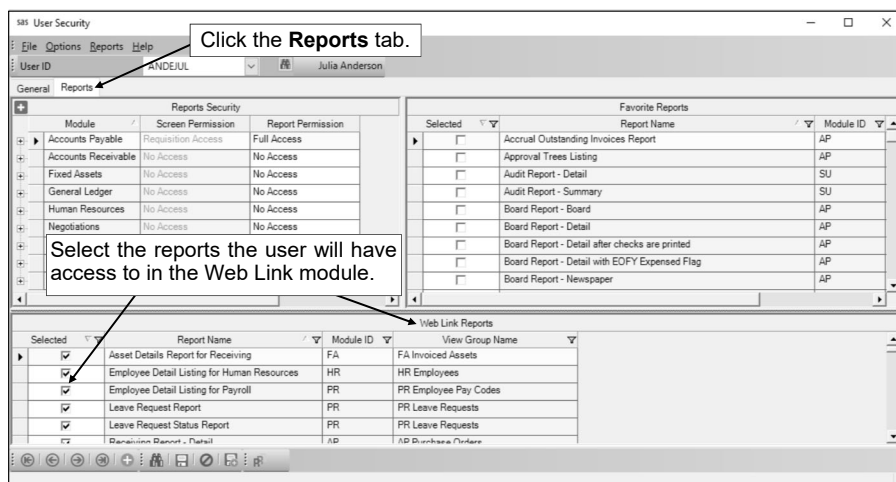 sas User Security
File Options Reports Help
Click the Reports tab.
User ID ANDEJUL Julia Anderson
General Reports
Reports Security
Module Screen Permission Report Permission
Accounts Payable Requisition Access Full Access
Accounts Receivable No Access No Access
Fixed Assets No Access No Access
General Ledger No Access No Access
Human Resources No Access No Access
Negotiations No Access No Access
Select the reports the user will have
access to in the Web Link module.
Favorite Reports
Selected Report Name Module ID
Accrual Outstanding Invoices Report AP
Approval Trees Listing AP
Audit Report - Detail SU
Audit Report - Summary SU
Board Report - Board AP
Board Report - Detail AP
Board Report - Detail after checks are printed AP
Board Report - Detail with EOFY Expensed Flag AP
Board Report - Newspaper AP
Web Link Reports
Selected Report Name Module ID View Group Name
Asset Details Report for Receiving FA FA Invoiced Assets
Employee Detail Listing for Human Resources HR HR Employees
Employee Detail Listing for Payroll PR PR Employee Pay Codes
Leave Request Report PR PR Leave Requests
Leave Request Status Report PR PR Leave Requests
Receiving Report - Detail AP AP Purchase Orders